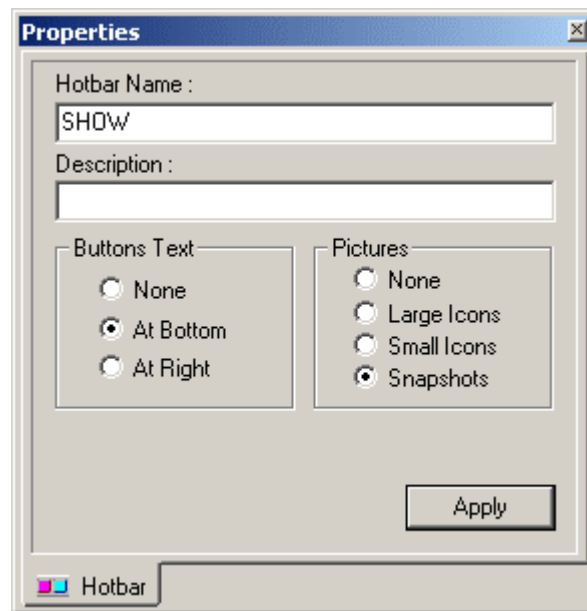 Properties
Hotbar Name :
SHOW
Description :
Buttons Text
None
At Bottom
At Right
Pictures
None
Large Icons
Small Icons
Snapshots
Apply
Hotbar